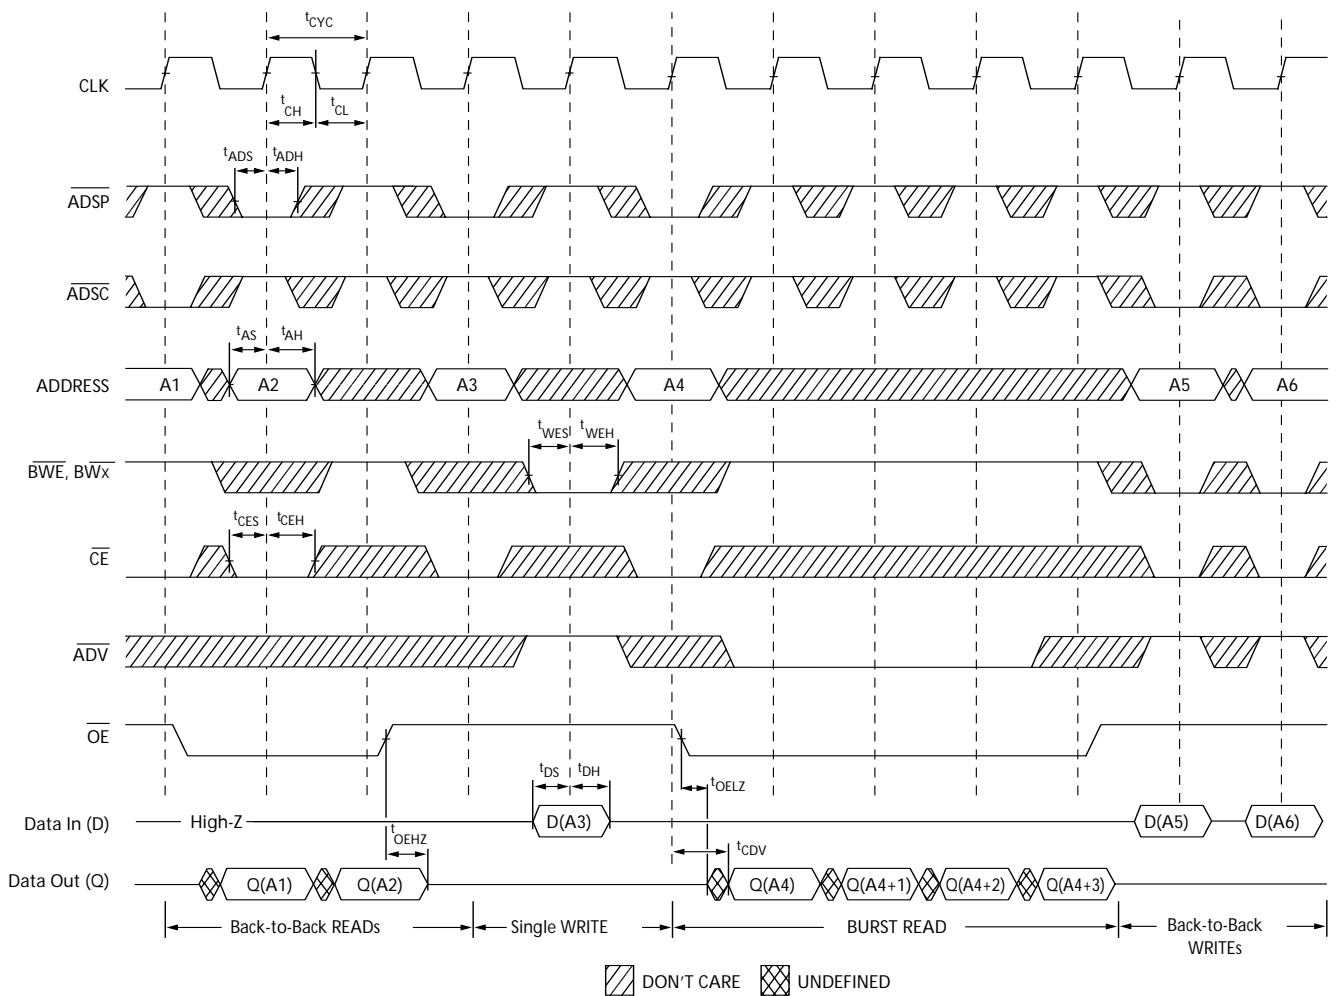 tCYC
CLK
tCH
tCL
tADS
tADH
ADSP
ADSC
tAS
tAH
ADDRESS
A1
A2
A3
A4
A5
A6
tWES
tWEH
BWE, BWx
tCES
tCEH
CE
ADV
OE
tDS
tDH
tOELZ
Data In (D)
High-Z
D(A3)
D(A5)
D(A6)
tOEHZ
tCDV
Data Out (Q)
Q(A1)
Q(A2)
Q(A4)
Q(A4+1)
Q(A4+2)
Q(A4+3)
Back-to-Back READs
Single WRITE
BURST READ
Back-to-Back
WRITEs
DON'T CARE
UNDEFINED